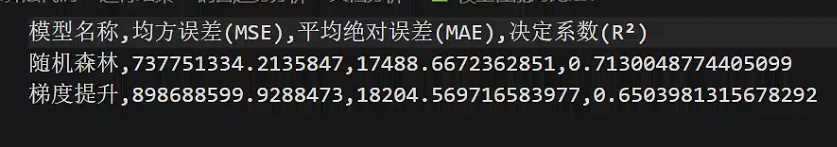 模型名称,均方误差(MSE),平均绝对误差(MAE),决定系数(R²)
随机森林,737751334.2135847,17488.6672362851,0.7130048774405099
梯度提升,898688599.9288473,18204.569716583977,0.6503981315678292